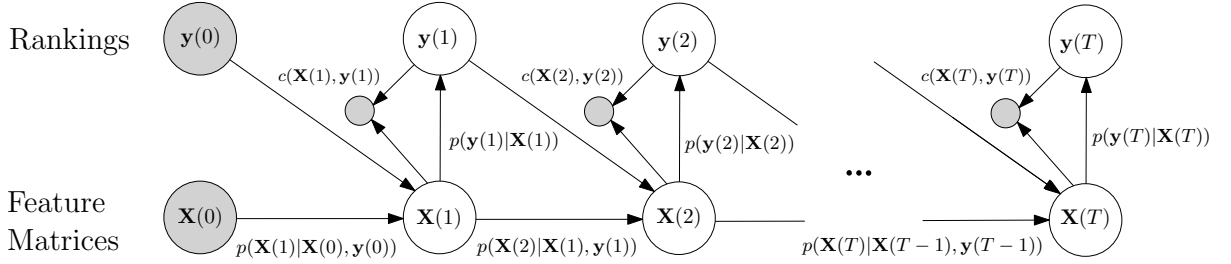 Rankings
y(0)
y(1)
y(2)
y(T)
c(X(1), y(1))
c(X(2), y(2))
c(X(T), y(T))
p(y(1)|X(1))
p(y(2)|X(2))
p(y(T)|X(T))
...
Feature
Matrices
X(0)
X(1)
X(2)
X(T)
p(X(1)|X(0), y(0))
p(X(2)|X(1), y(1))
p(X(T)|X(T − 1), y(T − 1))